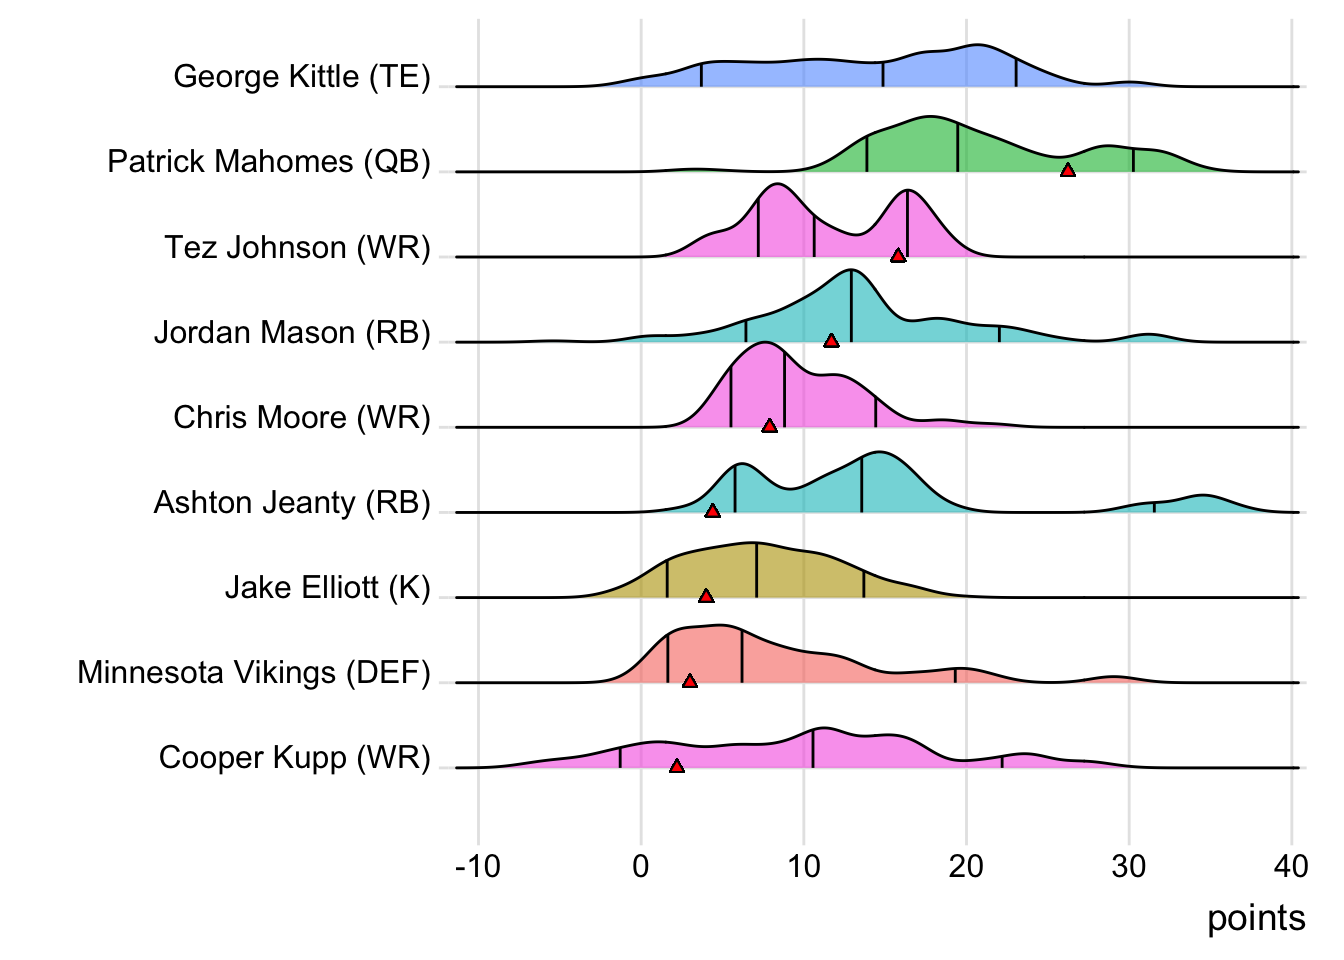 George Kittle (TE)
Patrick Mahomes (QB)
Tez Johnson (WR)
Jordan Mason (RB)
Chris Moore (WR)
Ashton Jeanty (RB)
Jake Elliott (K)
Minnesota Vikings (DEF)
Cooper Kupp (WR)
-10 0 10 20 30 40
points